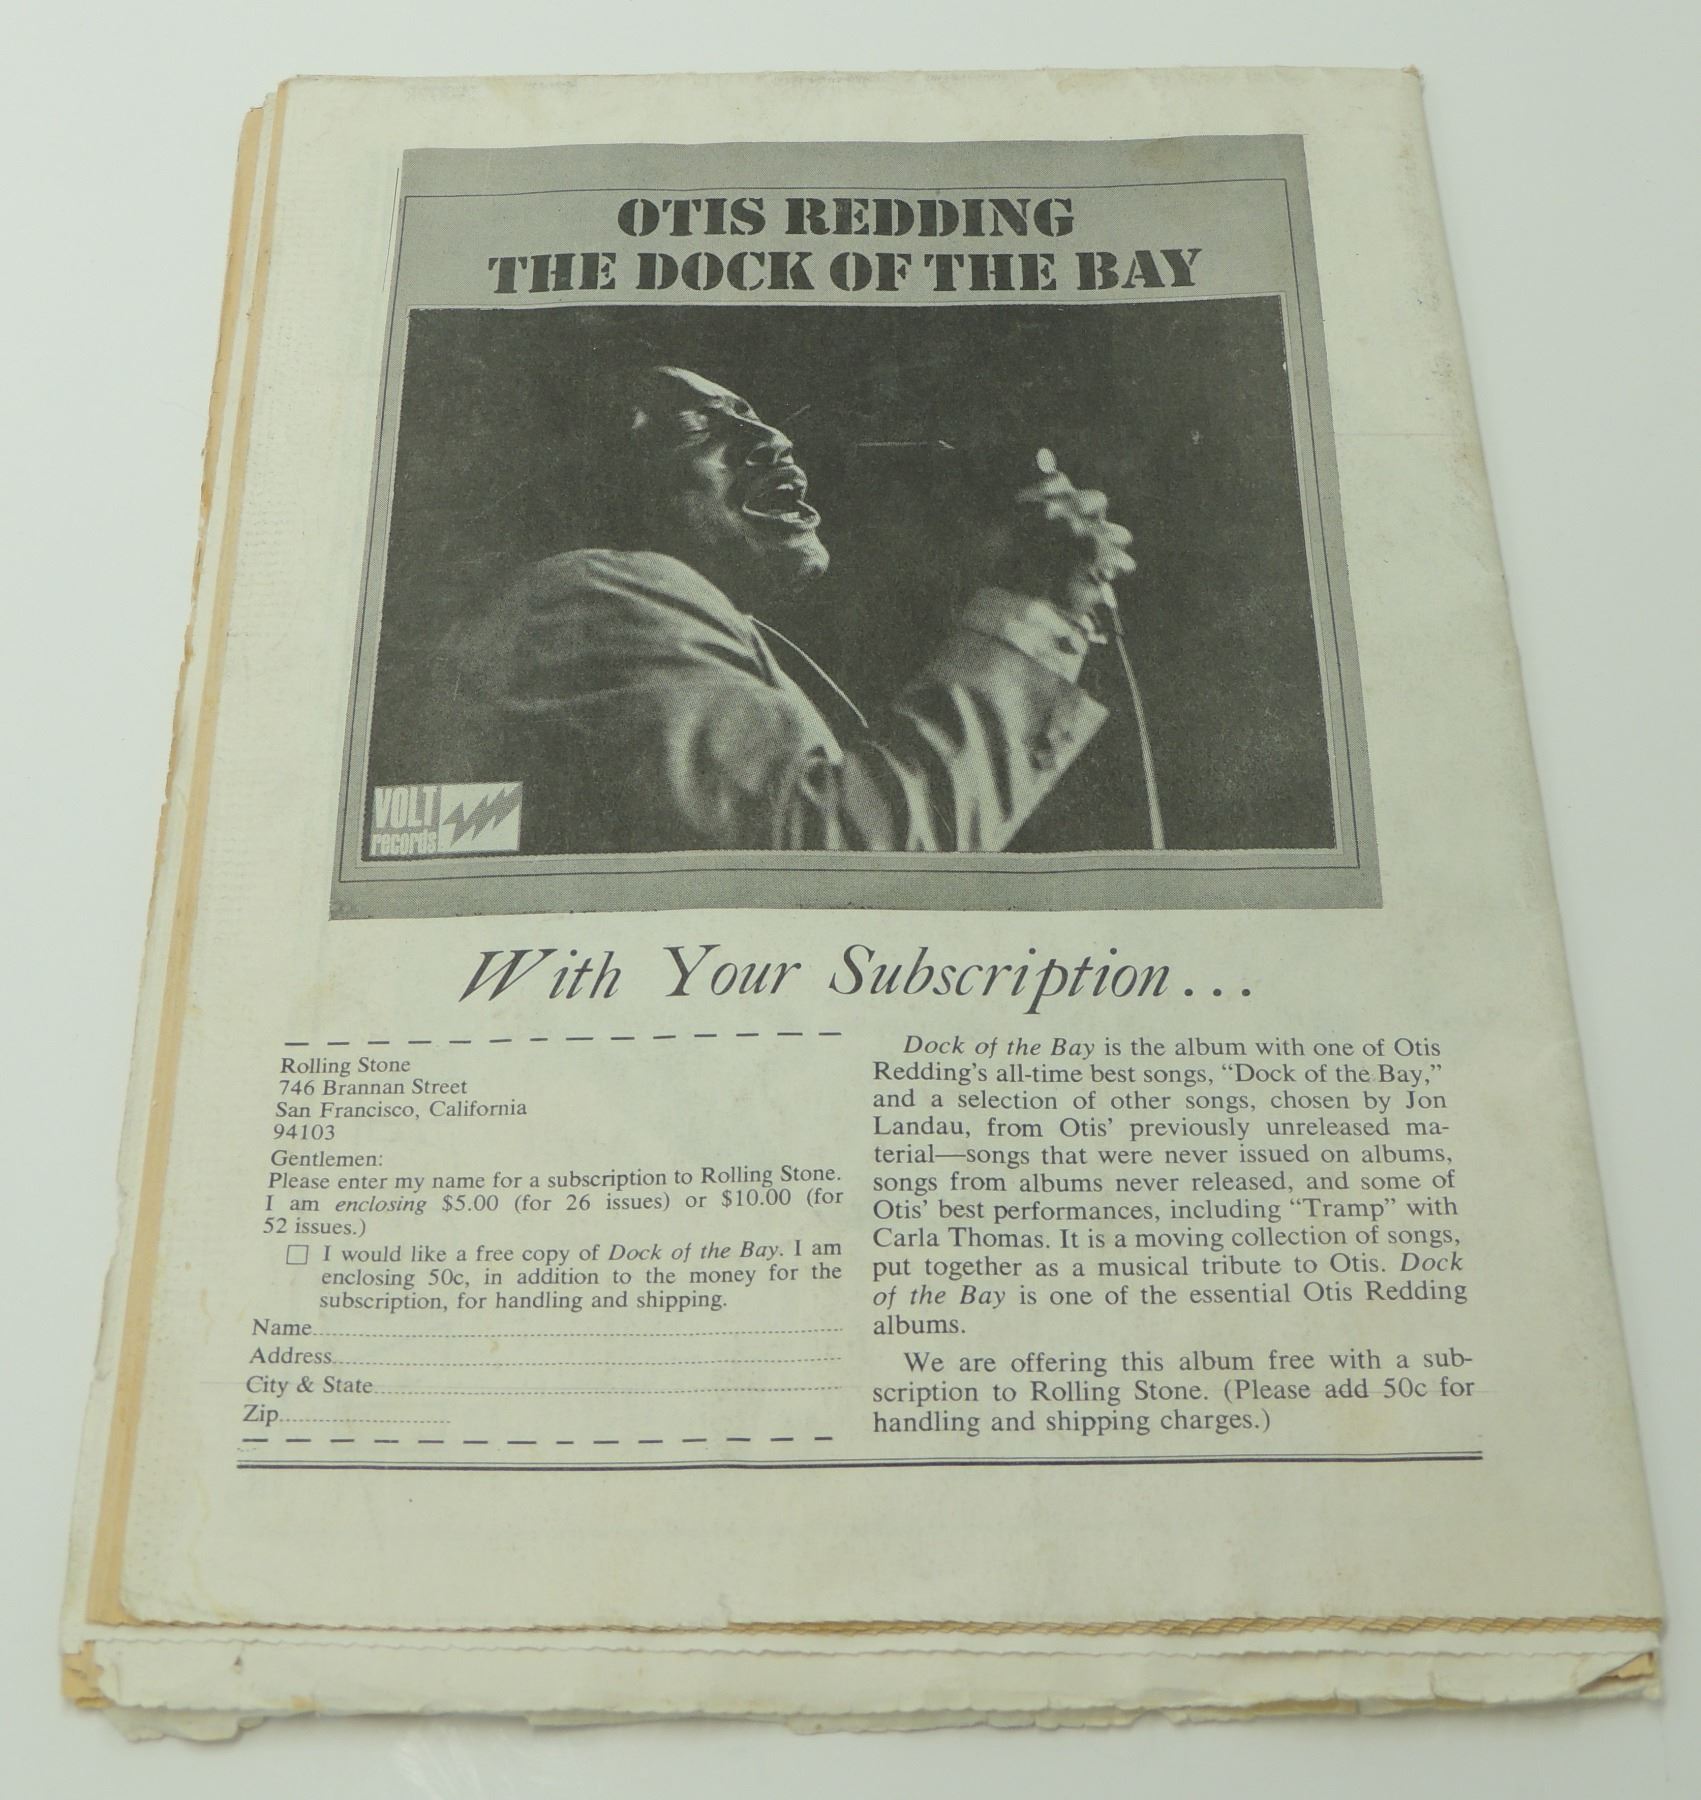 OTIS REDDING
THE DOCK OF THE BAY
VOLT
records
With Your Subscription...
Rolling Stone
746 Brannan Street
San Francisco, California
94103
Gentlemen:
Please enter my name for a subscription to Rolling Stone.
I am enclosing $5.00 (for 26 issues) or $10.00 (for
52 issues.)
I would like a free copy of Dock of the Bay. I am
enclosing 50c, in addition to the money for the
subscription, for handling and shipping.
Name
Address
City & State
Zip
Dock of the Bay is the album with one of Otis
Redding's all-time best songs, “Dock of the Bay,”
and a selection of other songs, chosen by Jon
Landau, from Otis' previously unreleased ma-
terial—songs that were never issued on albums,
songs from albums never released, and some of
Otis' best performances, including “Tramp” with
Carla Thomas. It is a moving collection of songs,
put together as a musical tribute to Otis. Dock
of the Bay is one of the essential Otis Redding
albums.
We are offering this album free with a sub-
scription to Rolling Stone. (Please add 50c for
handling and shipping charges.)